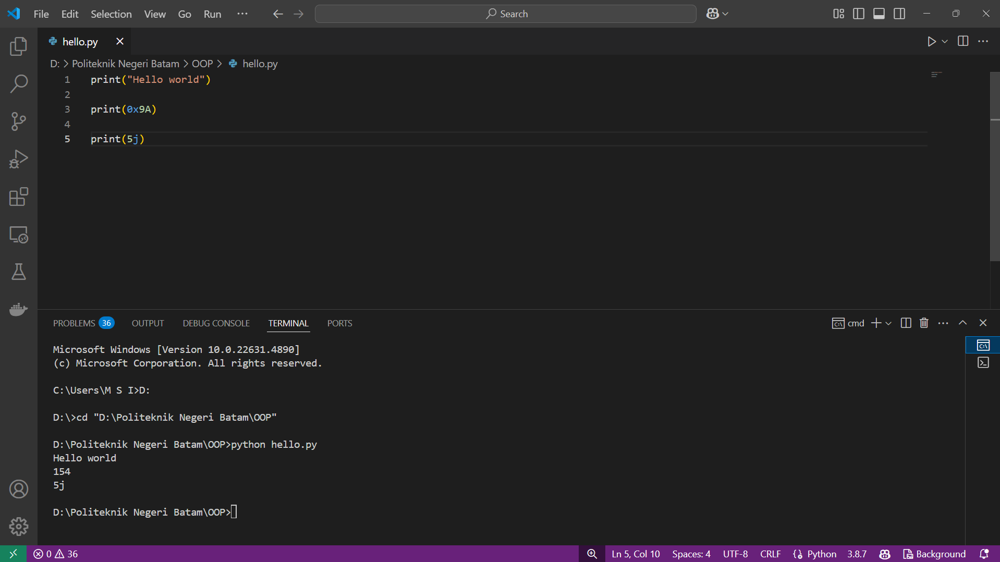 File Edit Selection View Go Run ··· Search
hello.py
D: > Politeknik Negeri Batam > OOP > hello.py
1 print("Hello world")
2
3 print(0x9A)
4
5 print(5j)
PROBLEMS 36 OUTPUT DEBUG CONSOLE TERMINAL PORTS cmd
Microsoft Windows [Version 10.0.22631.4890]
(c) Microsoft Corporation. All rights reserved.
C:\Users\M S I>D:
D:\>cd "D:\Politeknik Negeri Batam\OOP"
D:\Politeknik Negeri Batam\OOP>python hello.py
Hello world
154
5j
D:\Politeknik Negeri Batam\OOP>
0 36 Ln 5, Col 10 Spaces: 4 UTF-8 CRLF Python 3.8.7 Background